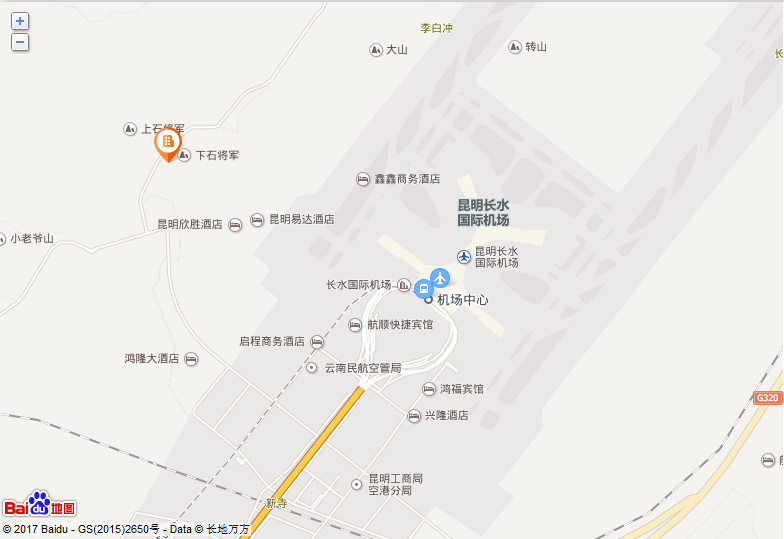 李白冲
大山
转山
长
上石将军
下石将军
鑫鑫商务酒店
昆明长水
国际机场
昆明欣胜酒店
昆明易达酒店
小老爷山
昆明长水
国际机场
长水国际机场
机场中心
航顺快捷宾馆
启程商务酒店
鸿隆大酒店
云南民航空管局
鸿福宾馆
G320
兴隆酒店
昆明工商局
空港分局
新寺
Bai du 地图
© 2017 Baidu - GS(2015)2650号 - Data © 长地万方